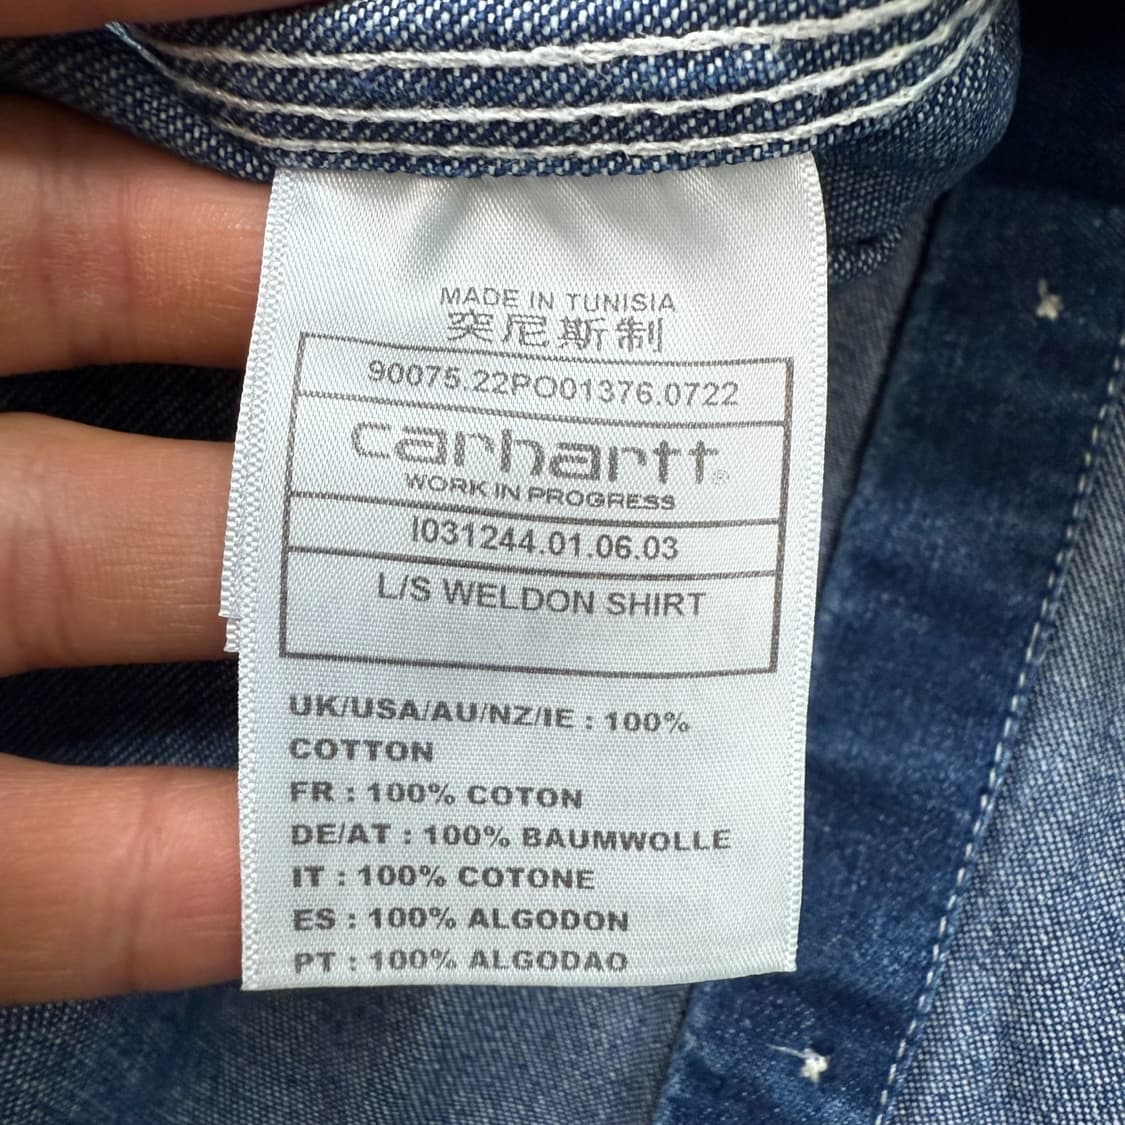 MADE IN TUNISIA
突尼斯制
90075.22PO01376.0722
carhartt®
WORK IN PROGRESS
I031244.01.06.03
L/S WELDON SHIRT
UK/USA/AU/NZ/IE : 100%
COTTON
FR : 100% COTON
DE/AT : 100% BAUMWOLLE
IT : 100% COTONE
ES : 100% ALGODON
PT : 100% ALGODAO